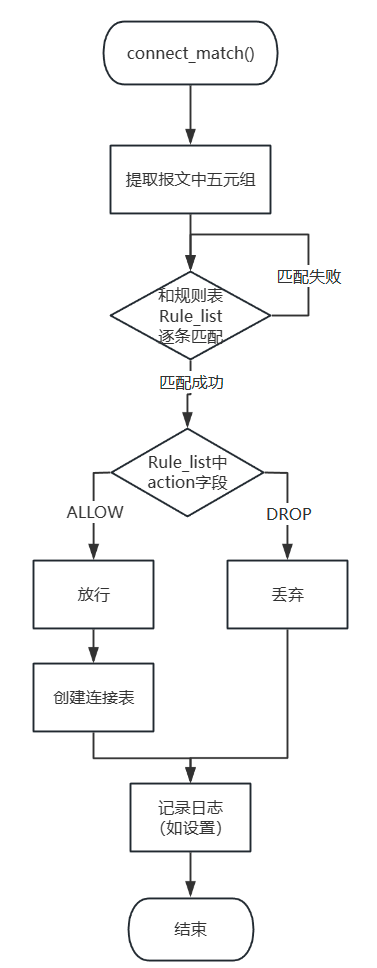 connect_match()
提取报文中五元组
匹配失败
和规则表
Rule_list
逐条匹配
匹配成功
Rule_list中
action字段
ALLOW
DROP
放行
丢弃
创建连接表
记录日志
（如设置）
结束